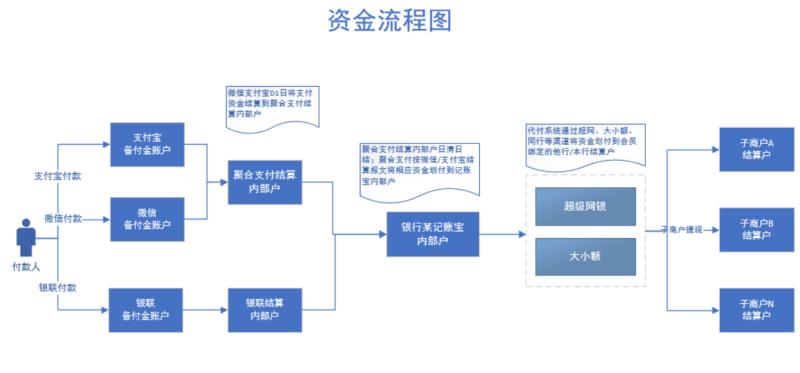 资金流程图
微信支付宝D1日将支付
资金结算到聚合支付结
算内部户
支付宝
备付金账户
聚合支付结算内部户日清日
结；聚合支付按微信/支付宝结
算报文将相应资金划付到记账
宝内部户
代付系统通过超网、大小额、
同行等渠道将资金划付到会员
绑定的他行/本行结算户
子商户A
结算户
支付宝付款
聚合支付结算
内部户
微信付款
微信
备付金账户
超级网银
银行某记账宝
内部户
子商户提现
子商户B
结算户
付款人
大小额
银联付款
银联
备付金账户
银联结算
内部户
子商户N
结算户